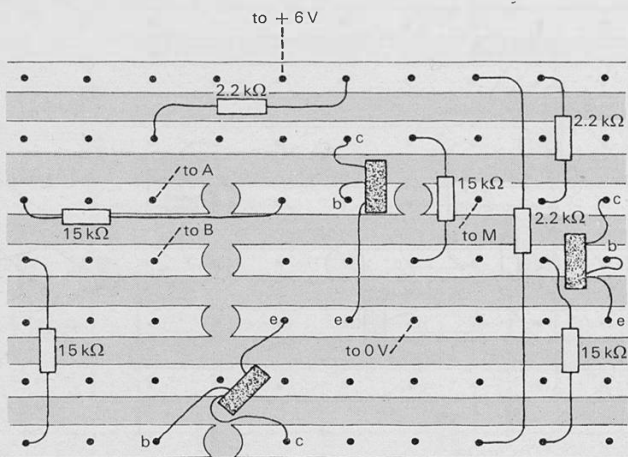 to + 6 V
2.2 kΩ
2.2 kΩ
c
to A
15 kΩ
b
c
15 kΩ
2.2 kΩ
to B
to M
b
e
e
e
15 kΩ
to 0 V
15 kΩ
b
c